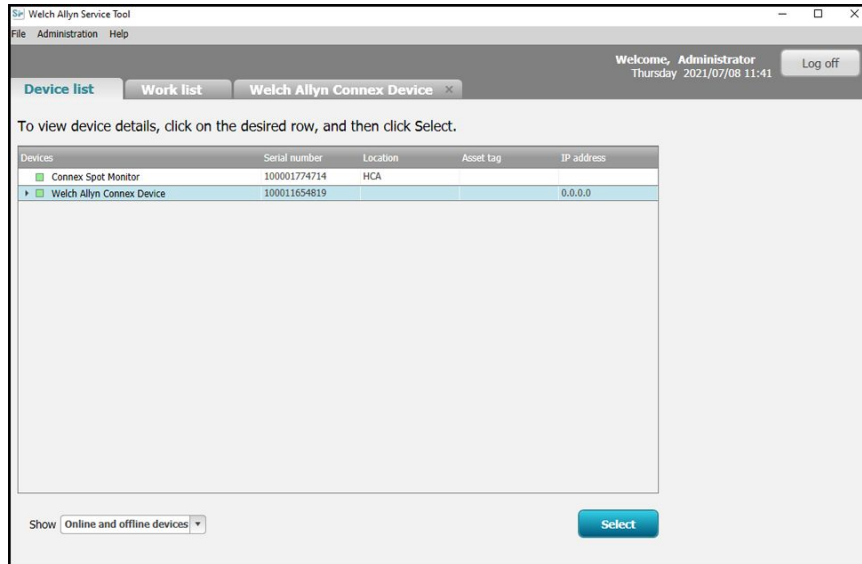 Welch Allyn Service Tool
File Administration Help
Welcome, Administrator
Thursday 2021/07/08 11:41
Log off
Device list Work list Welch Allyn Connex Device ×
To view device details, click on the desired row, and then click Select.
Devices Serial number Location Asset tag IP address
Connex Spot Monitor 100001774714 HCA
Welch Allyn Connex Device 100011654819 0.0.0.0
Show Online and offline devices Select